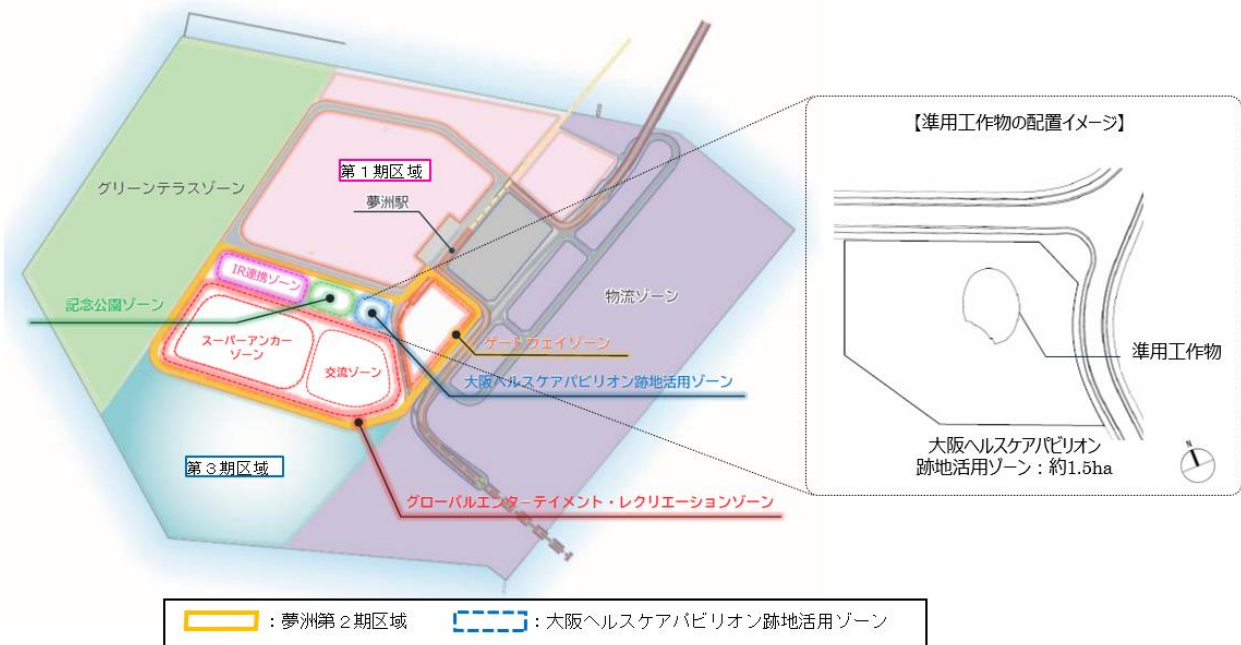 【準用工作物の配置イメージ】
第１期区域
グリーンテラスゾーン
夢洲駅
IR連携ゾーン
物流ゾーン
記念公園ゾーン
スーパーアンカー
ゾーン
ゲートウェイゾーン
準用工作物
交流ゾーン
大阪ヘルスケアパビリオン跡地活用ゾーン
大阪ヘルスケアパビリオン
跡地活用ゾーン：約1.5ha
N
第３期区域
グローバルエンターテイメント・レクリエーションゾーン
：夢洲第２期区域
：大阪ヘルスケアパビリオン跡地活用ゾーン